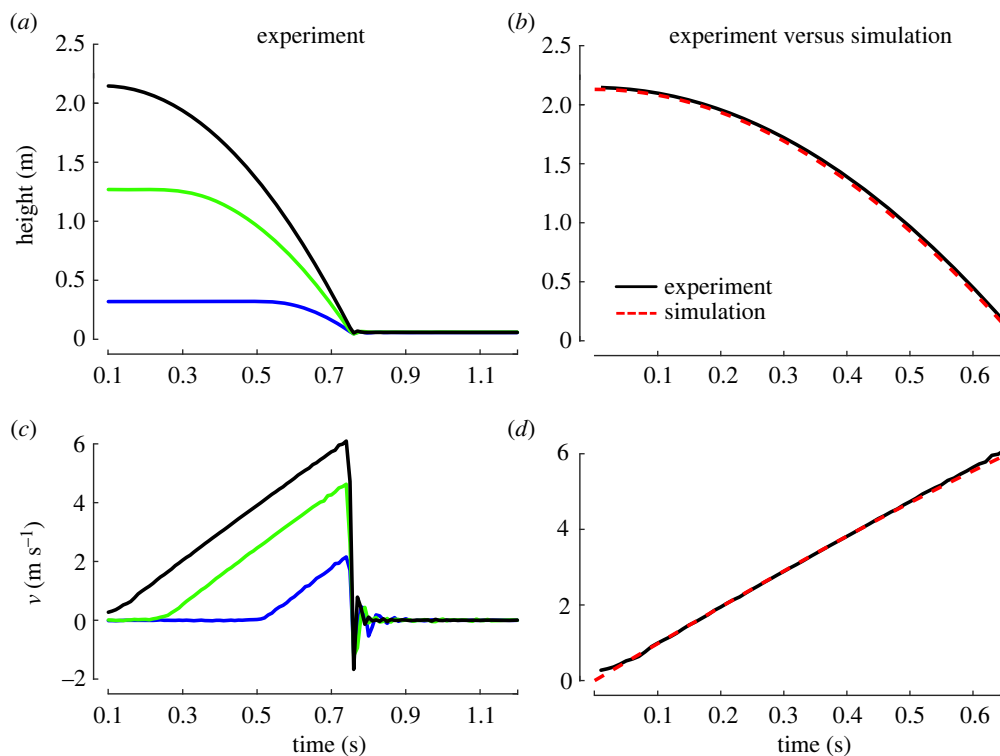 (a)
experiment
2.5
2.0
1.5
1.0
0.5
0
height (m)
0.1 0.3 0.5 0.7 0.9 1.1
(b)
experiment versus simulation
2.5
2.0
1.5
1.0
0.5
0
experiment
simulation
0.1 0.2 0.3 0.4 0.5 0.6
(c)
6
4
2
0
–2
v (m s–1)
0.1 0.3 0.5 0.7 0.9 1.1
time (s)
(d)
6
4
2
0
0.1 0.2 0.3 0.4 0.5 0.6
time (s)